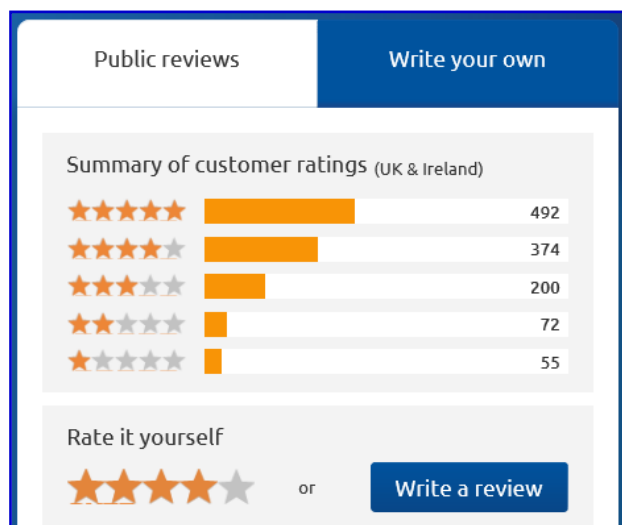 Public reviews
Write your own
Summary of customer ratings (UK & Ireland)
492
374
200
72
55
Rate it yourself
or
Write a review